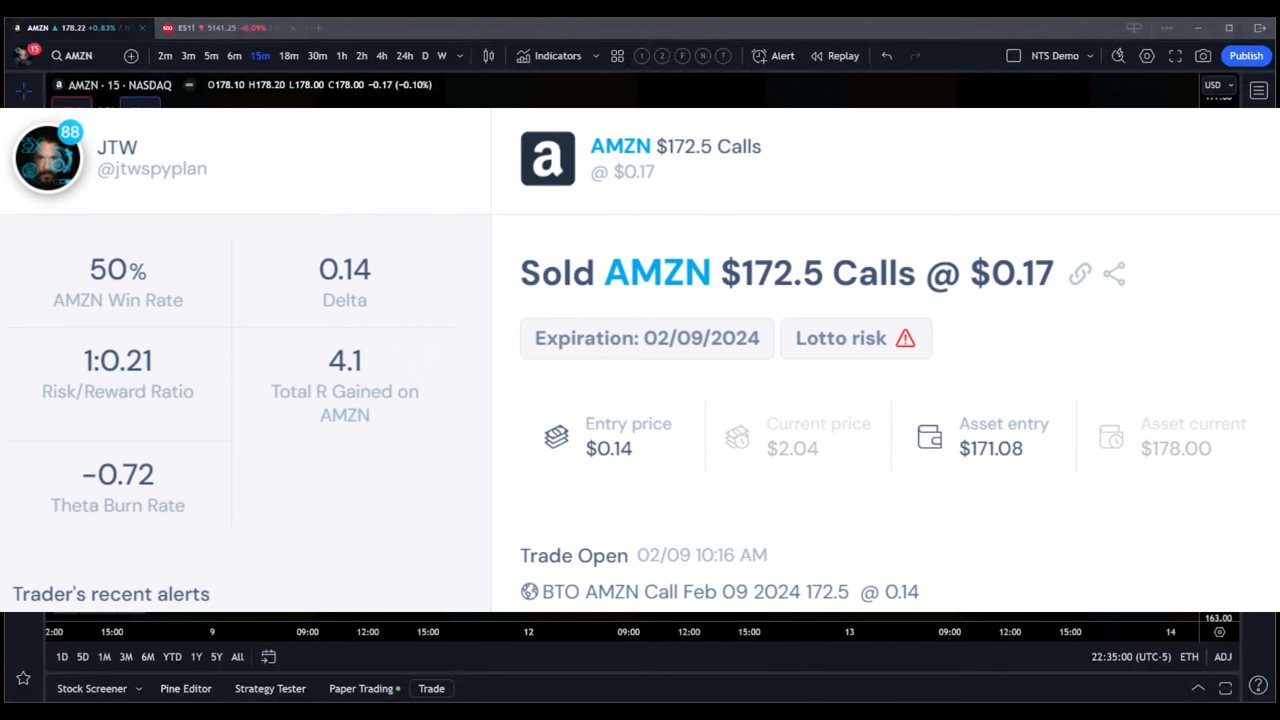 AMZN ▼ 178.22 +0.83% / H
ES1! ▼ 5141.25 -0.09% /
15
AMZN
2m 3m 5m 6m 15m 18m 30m 1h 2h 4h 24h D W
Indicators
1 2 F N T
Alert
Replay
NTS Demo
Publish
AMZN · 15 · NASDAQ
O178.10 H178.20 L178.00 C178.00 −0.17 (−0.10%)
USD
88
JTW
@jtwspyplan
50%
AMZN Win Rate
0.14
Delta
1:0.21
Risk/Reward Ratio
4.1
Total R Gained on
AMZN
-0.72
Theta Burn Rate
Trader's recent alerts
a
AMZN $172.5 Calls
@ $0.17
Sold AMZN $172.5 Calls @ $0.17
Expiration: 02/09/2024
Lotto risk
Entry price
$0.14
Current price
$2.04
Asset entry
$171.08
Asset current
$178.00
Trade Open 02/09 10:16 AM
BTO AMZN Call Feb 09 2024 172.5 @ 0.14
163.00
2:00 15:00 9 09:00 12:00 15:00 12 09:00 12:00 15:00 13 09:00 12:00 15:00 14
1D 5D 1M 3M 6M YTD 1Y 5Y All
22:35:00 (UTC-5) ETH ADJ
Stock Screener Pine Editor Strategy Tester Paper Trading Trade